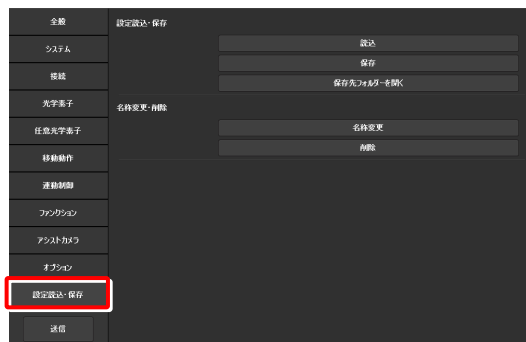 全般
システム
接続
光学素子
任意光学素子
移動動作
連動制御
ファンクション
アシストカメラ
オプション
設定読込・保存
送信
設定読込・保存
読込
保存
保存先フォルダーを開く
名称変更・削除
名称変更
削除